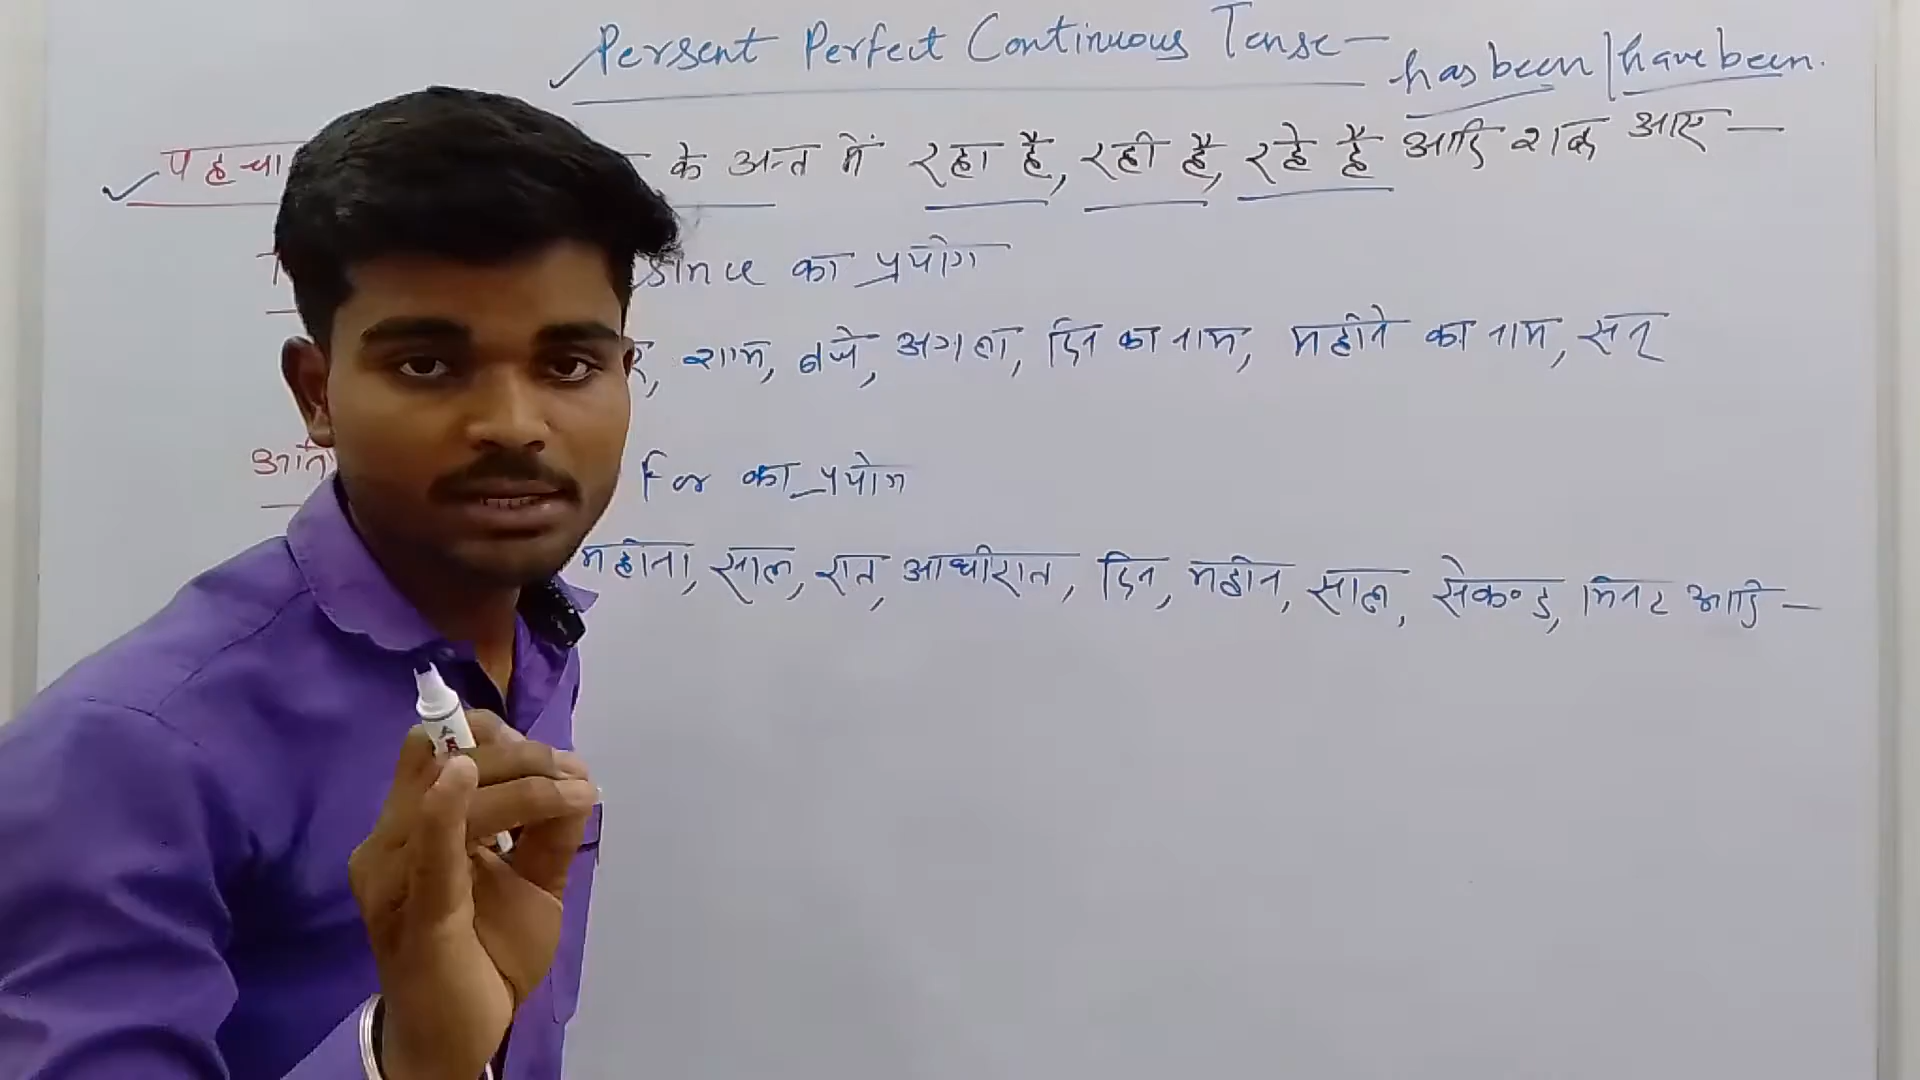 Persent Perfect Continuous Tense - has been | have been.
पहचा के अन्त में रहा है, रही है, रहे हैं आदि शब्द आए -
since का प्रयोग
शाम, बजे, अगला, दिन का नाम, महीने का नाम, सन्
For का प्रयोग
महीना, साल, रात, आधीरात, दिन, महीन, साल, सेकण्ड, मिनट आदि -